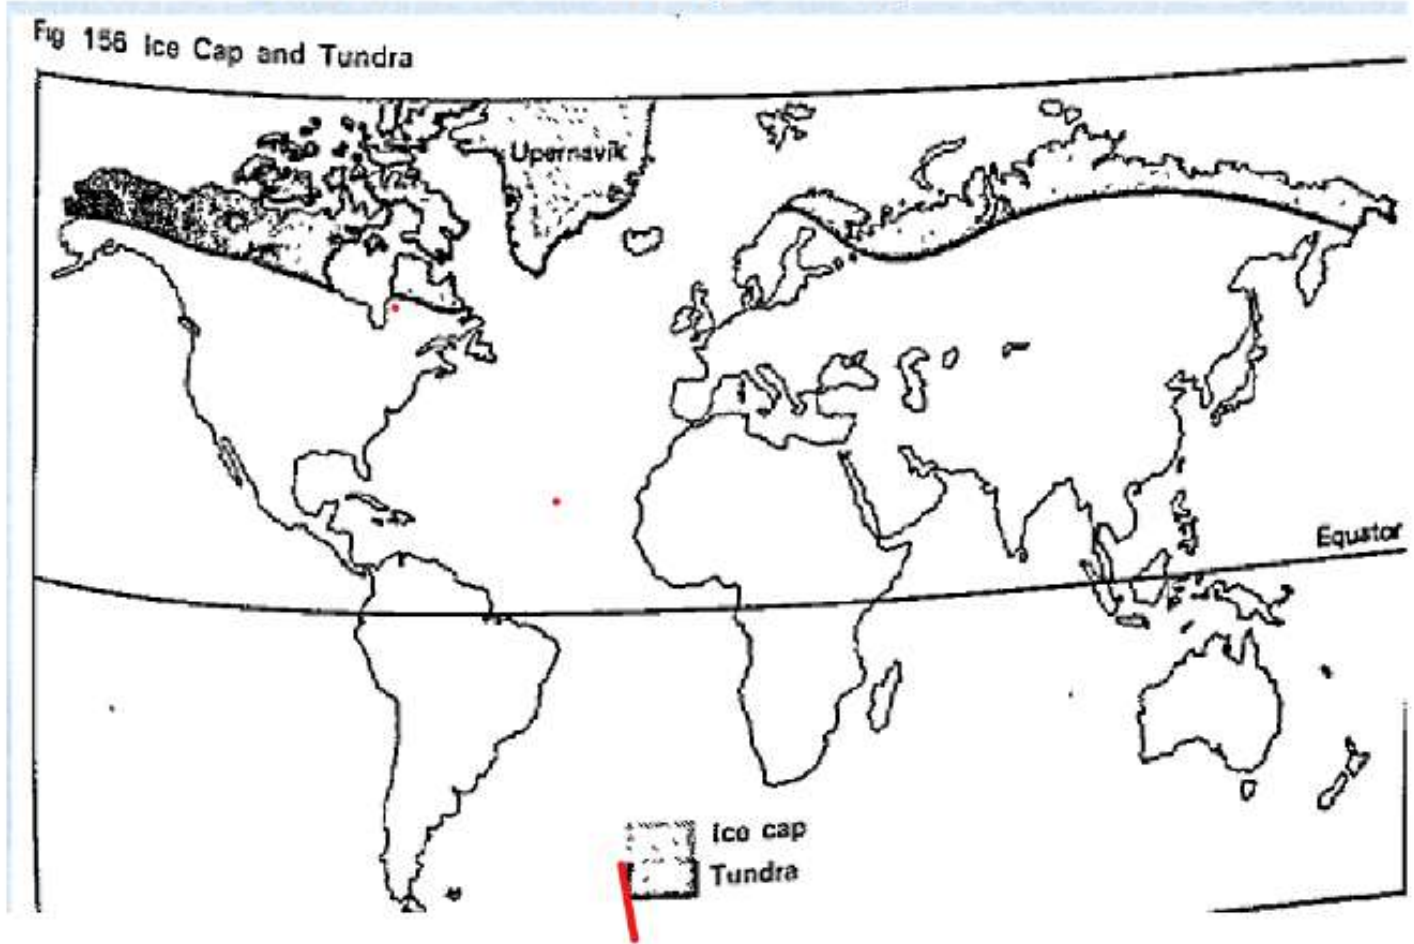 Fig 156 Ice Cap and Tundra
Upernavik
Equator
Ice cap
Tundra